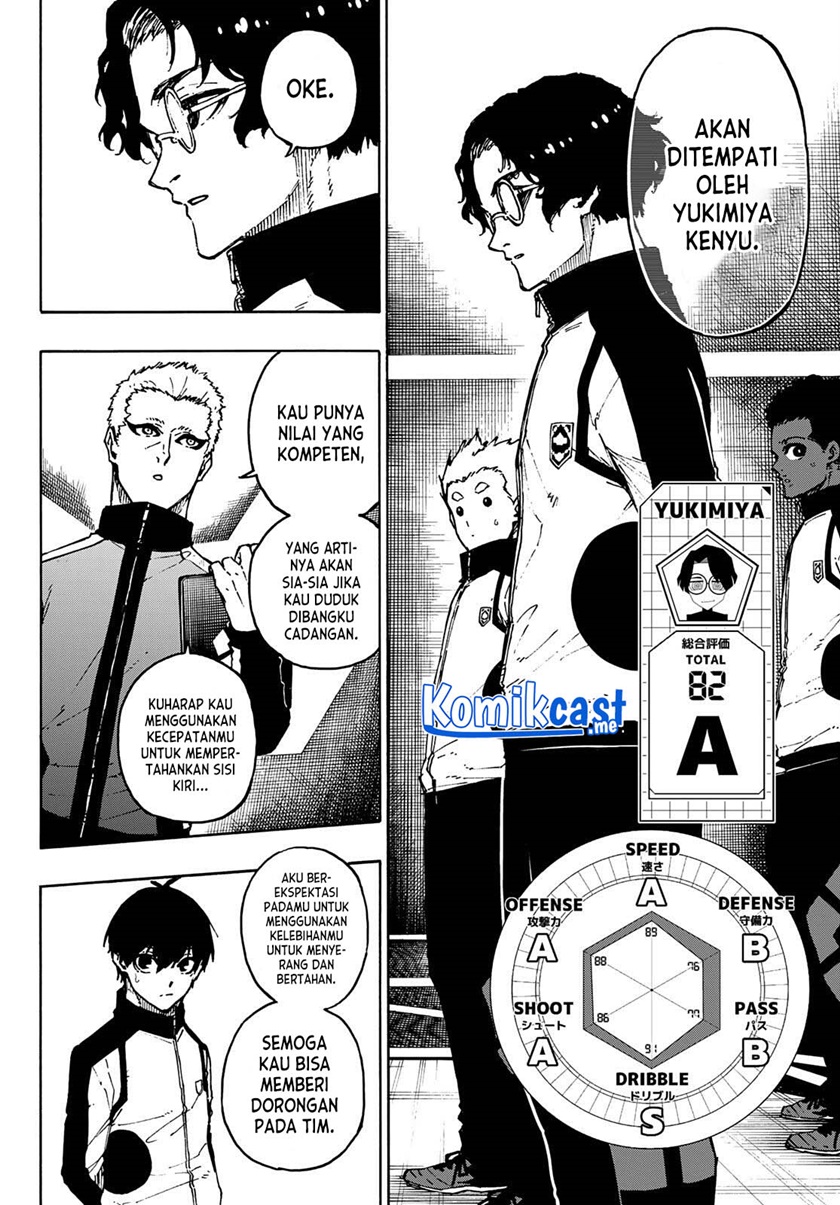 AKAN
DITEMPATI
OLEH
YUKIMIYA
KENYU.
OKE.
KAU PUNYA
NILAI YANG
KOMPETEN,
YANG ARTI-
NYA AKAN
SIA-SIA JIKA
KAU DUDUK
DIBANGKU
CADANGAN.
KUHARAP KAU
MENGGUNAKAN
KECEPATANMU
UNTUK MEMPER-
TAHANKAN SISI
KIRI...
AKU BER-
EKSPEKTASI
PADAMU UNTUK
MENGGUNAKAN
KELEBIHANMU
UNTUK MENYE-
RANG DAN
BERTAHAN.
SEMOGA
KAU BISA
MEMBERI
DORONGAN
PADA TIM.
YUKIMIYA
総合評価
TOTAL
82
A
Komikcast
.me
SPEED
速さ
A
89
OFFENSE
攻撃力
A
88
DEFENSE
守備力
B
76
SHOOT
シュート
A
86
PASS
パス
B
77
91
DRIBBLE
ドリブル
S